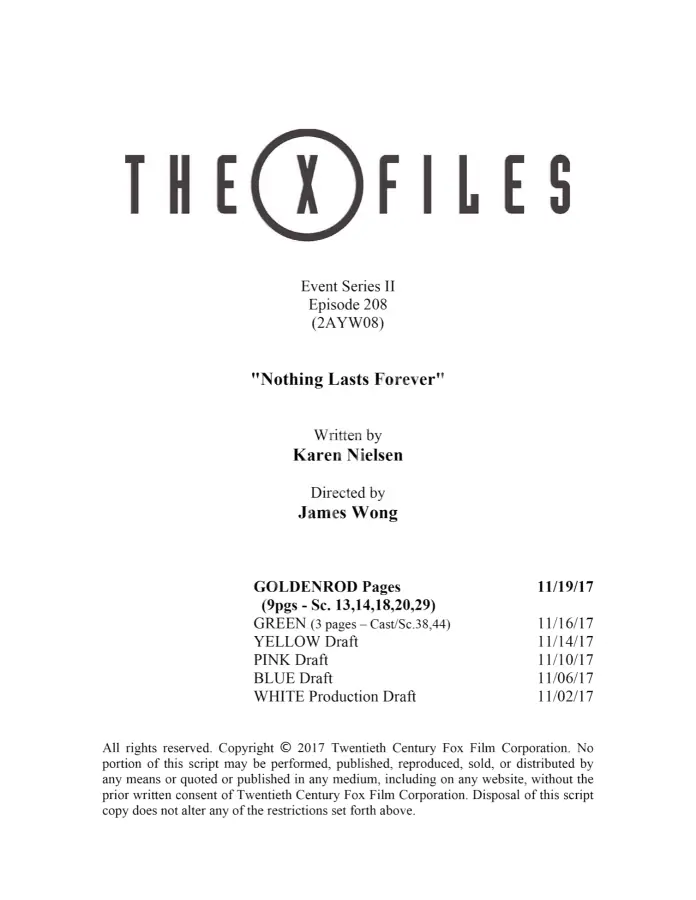 THE X FILES
Event Series II
Episode 208
(2AYW08)
"Nothing Lasts Forever"
Written by
Karen Nielsen
Directed by
James Wong
GOLDENROD Pages 11/19/17
(9pgs - Sc. 13,14,18,20,29)
GREEN (3 pages – Cast/Sc.38,44) 11/16/17
YELLOW Draft 11/14/17
PINK Draft 11/10/17
BLUE Draft 11/06/17
WHITE Production Draft 11/02/17
All rights reserved. Copyright © 2017 Twentieth Century Fox Film Corporation. No
portion of this script may be performed, published, reproduced, sold, or distributed by
any means or quoted or published in any medium, including on any website, without the
prior written consent of Twentieth Century Fox Film Corporation. Disposal of this script
copy does not alter any of the restrictions set forth above.